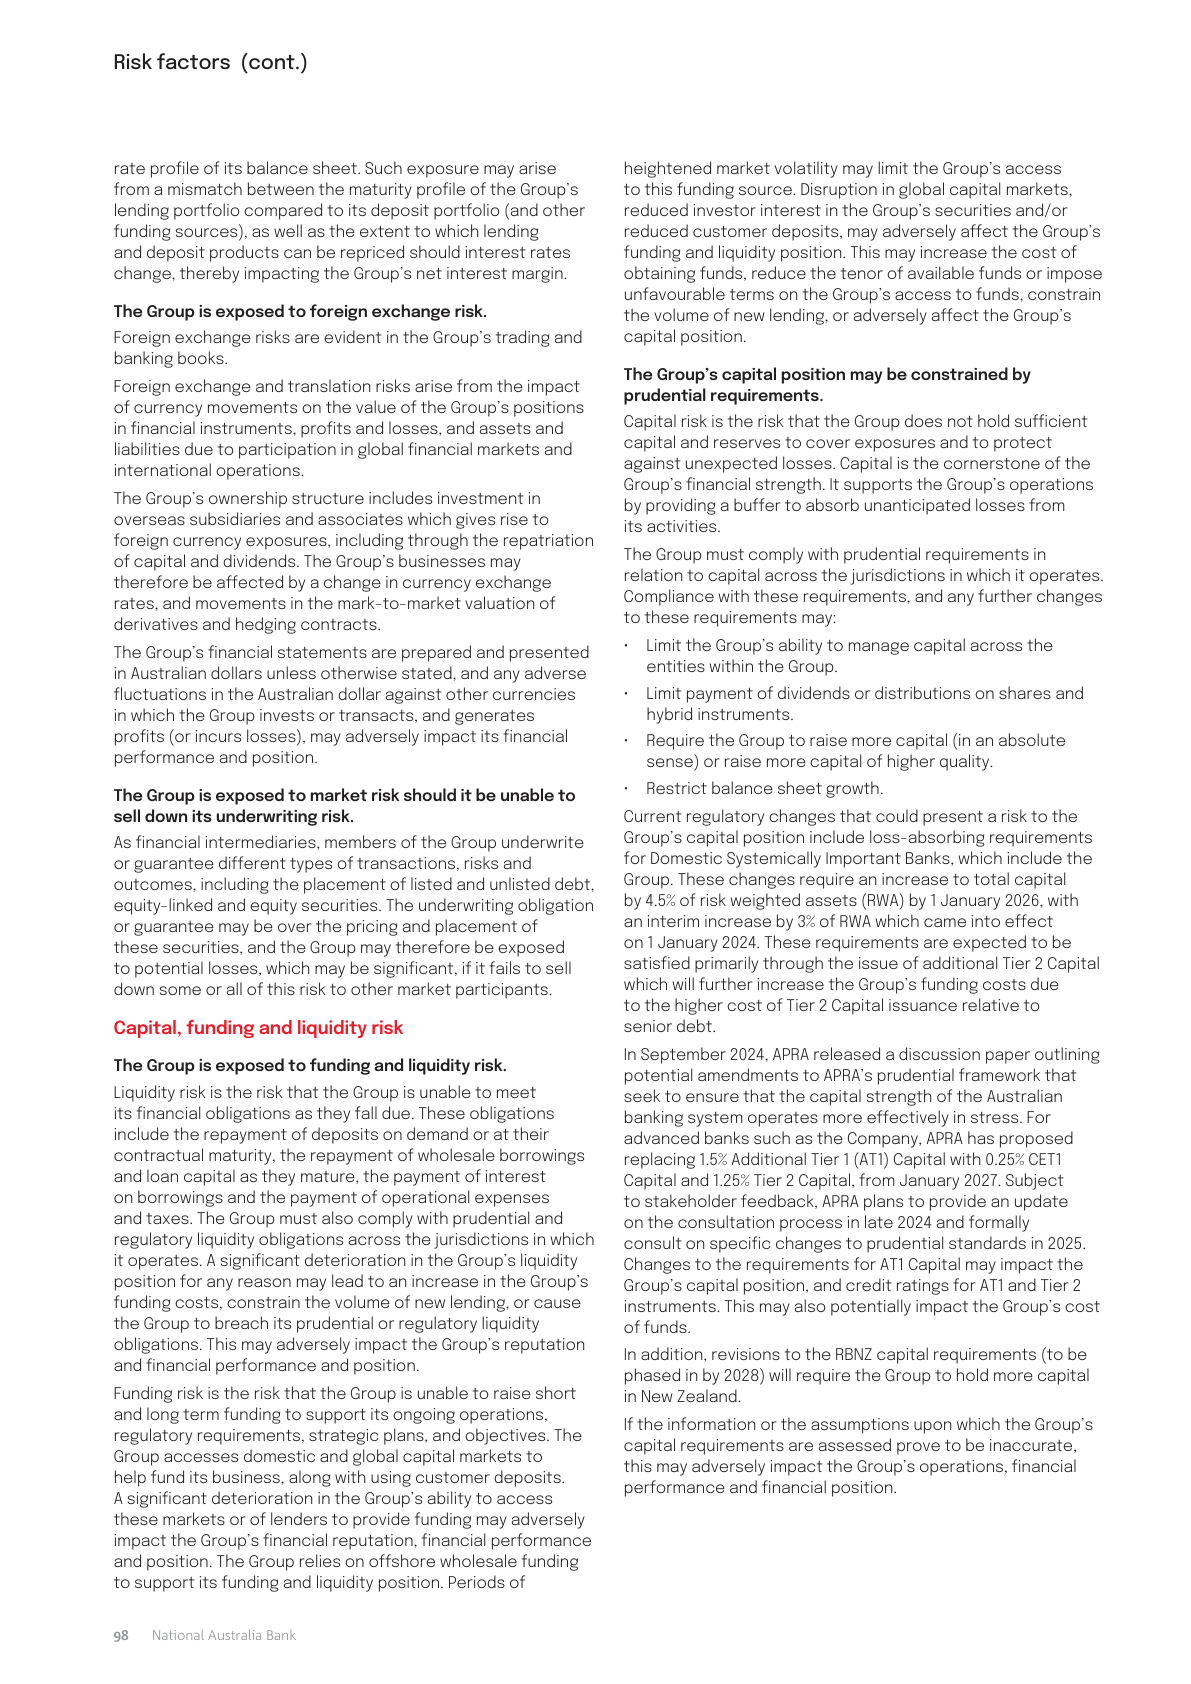 Risk factors (cont.)
rate profile of its balance sheet. Such exposure may arise
from a mismatch between the maturity profile of the Group's
lending portfolio compared to its deposit portfolio (and other
funding sources), as well as the extent to which lending
and deposit products can be repriced should interest rates
change, thereby impacting the Group's net interest margin.
The Group is exposed to foreign exchange risk.
Foreign exchange risks are evident in the Group's trading and
banking books.
Foreign exchange and translation risks arise from the impact
of currency movements on the value of the Group's positions
in financial instruments, profits and losses, and assets and
liabilities due to participation in global financial markets and
international operations.
The Group's ownership structure includes investment in
overseas subsidiaries and associates which gives rise to
foreign currency exposures, including through the repatriation
of capital and dividends. The Group's businesses may
therefore be affected by a change in currency exchange
rates, and movements in the mark-to-market valuation of
derivatives and hedging contracts.
The Group's financial statements are prepared and presented
in Australian dollars unless otherwise stated, and any adverse
fluctuations in the Australian dollar against other currencies
in which the Group invests or transacts, and generates
profits (or incurs losses), may adversely impact its financial
performance and position.
The Group is exposed to market risk should it be unable to
sell down its underwriting risk.
As financial intermediaries, members of the Group underwrite
or guarantee different types of transactions, risks and
outcomes, including the placement of listed and unlisted debt,
equity-linked and equity securities. The underwriting obligation
or guarantee may be over the pricing and placement of
these securities, and the Group may therefore be exposed
to potential losses, which may be significant, if it fails to sell
down some or all of this risk to other market participants.
Capital, funding and liquidity risk
The Group is exposed to funding and liquidity risk.
Liquidity risk is the risk that the Group is unable to meet
its financial obligations as they fall due. These obligations
include the repayment of deposits on demand or at their
contractual maturity, the repayment of wholesale borrowings
and loan capital as they mature, the payment of interest
on borrowings and the payment of operational expenses
and taxes. The Group must also comply with prudential and
regulatory liquidity obligations across the jurisdictions in which
it operates. A significant deterioration in the Group's liquidity
position for any reason may lead to an increase in the Group's
funding costs, constrain the volume of new lending, or cause
the Group to breach its prudential or regulatory liquidity
obligations. This may adversely impact the Group's reputation
and financial performance and position.
Funding risk is the risk that the Group is unable to raise short
and long term funding to support its ongoing operations,
regulatory requirements, strategic plans, and objectives. The
Group accesses domestic and global capital markets to
help fund its business, along with using customer deposits.
A significant deterioration in the Group's ability to access
these markets or of lenders to provide funding may adversely
impact the Group's financial reputation, financial performance
and position. The Group relies on offshore wholesale funding
to support its funding and liquidity position. Periods of
heightened market volatility may limit the Group's access
to this funding source. Disruption in global capital markets,
reduced investor interest in the Group's securities and/or
reduced customer deposits, may adversely affect the Group's
funding and liquidity position. This may increase the cost of
obtaining funds, reduce the tenor of available funds or impose
unfavourable terms on the Group's access to funds, constrain
the volume of new lending, or adversely affect the Group's
capital position.
The Group's capital position may be constrained by
prudential requirements.
Capital risk is the risk that the Group does not hold sufficient
capital and reserves to cover exposures and to protect
against unexpected losses. Capital is the cornerstone of the
Group's financial strength. It supports the Group's operations
by providing a buffer to absorb unanticipated losses from
its activities.
The Group must comply with prudential requirements in
relation to capital across the jurisdictions in which it operates.
Compliance with these requirements, and any further changes
to these requirements may:
• Limit the Group's ability to manage capital across the
entities within the Group.
• Limit payment of dividends or distributions on shares and
hybrid instruments.
• Require the Group to raise more capital (in an absolute
sense) or raise more capital of higher quality.
• Restrict balance sheet growth.
Current regulatory changes that could present a risk to the
Group's capital position include loss-absorbing requirements
for Domestic Systemically Important Banks, which include the
Group. These changes require an increase to total capital
by 4.5% of risk weighted assets (RWA) by 1 January 2026, with
an interim increase by 3% of RWA which came into effect
on 1 January 2024. These requirements are expected to be
satisfied primarily through the issue of additional Tier 2 Capital
which will further increase the Group's funding costs due
to the higher cost of Tier 2 Capital issuance relative to
senior debt.
In September 2024, APRA released a discussion paper outlining
potential amendments to APRA's prudential framework that
seek to ensure that the capital strength of the Australian
banking system operates more effectively in stress. For
advanced banks such as the Company, APRA has proposed
replacing 1.5% Additional Tier 1 (AT1) Capital with 0.25% CET1
Capital and 1.25% Tier 2 Capital, from January 2027. Subject
to stakeholder feedback, APRA plans to provide an update
on the consultation process in late 2024 and formally
consult on specific changes to prudential standards in 2025.
Changes to the requirements for AT1 Capital may impact the
Group's capital position, and credit ratings for AT1 and Tier 2
instruments. This may also potentially impact the Group's cost
of funds.
In addition, revisions to the RBNZ capital requirements (to be
phased in by 2028) will require the Group to hold more capital
in New Zealand.
If the information or the assumptions upon which the Group's
capital requirements are assessed prove to be inaccurate,
this may adversely impact the Group's operations, financial
performance and financial position.
98 National Australia Bank